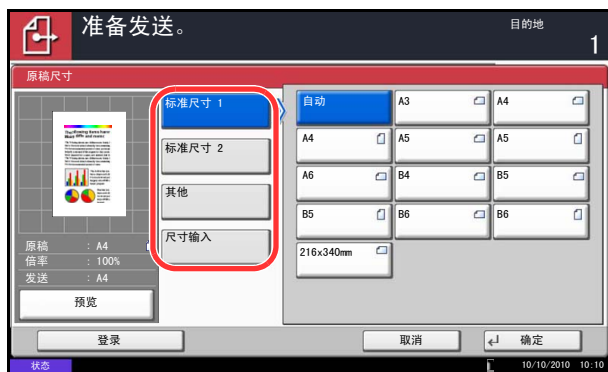 准备发送。
目的地
1
原稿尺寸
标准尺寸 1
标准尺寸 2
其他
尺寸输入
自动
A3
A4
A4
A5
A5
A6
B4
B5
B5
B6
B6
216x340mm
原稿 : A4
倍率 : 100%
发送 : A4
预览
登录
取消
确定
状态
10/10/2010 10:10